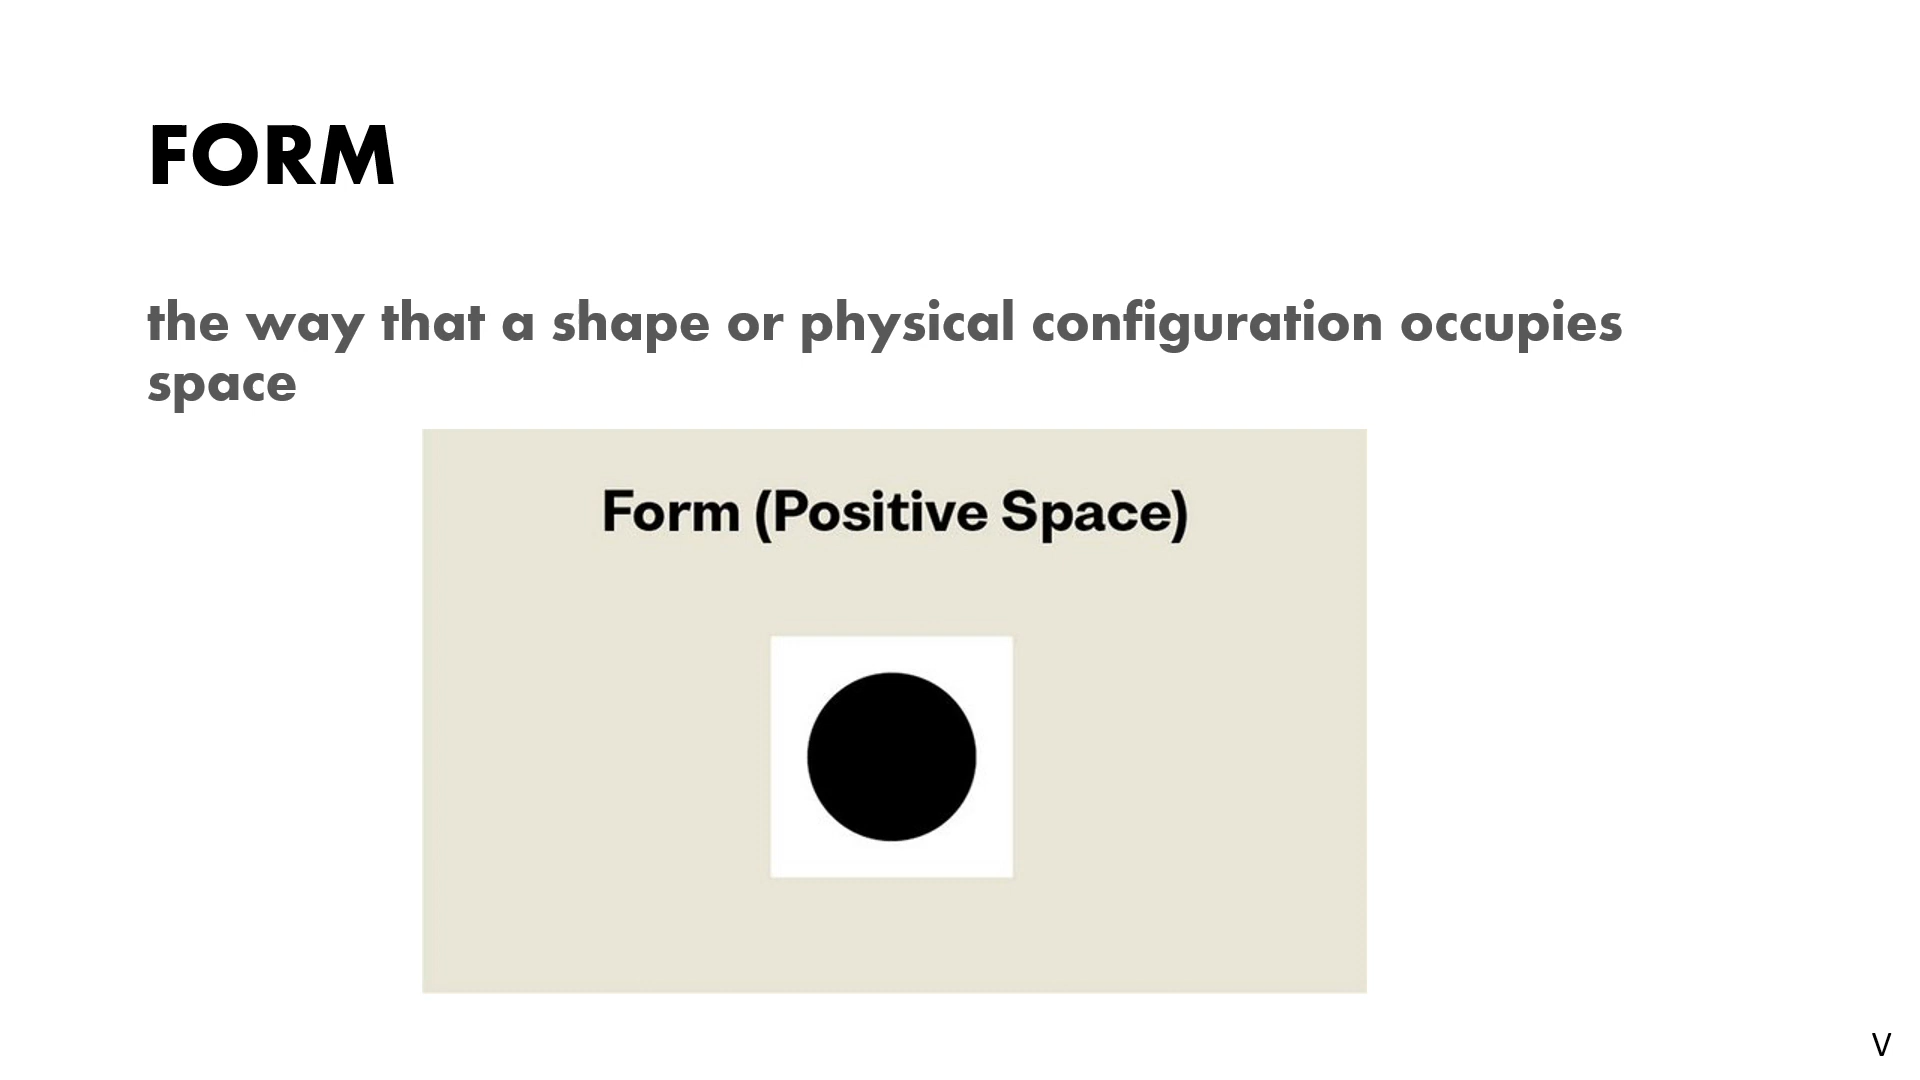 FORM
the way that a shape or physical configuration occupies
space
Form (Positive Space)
V